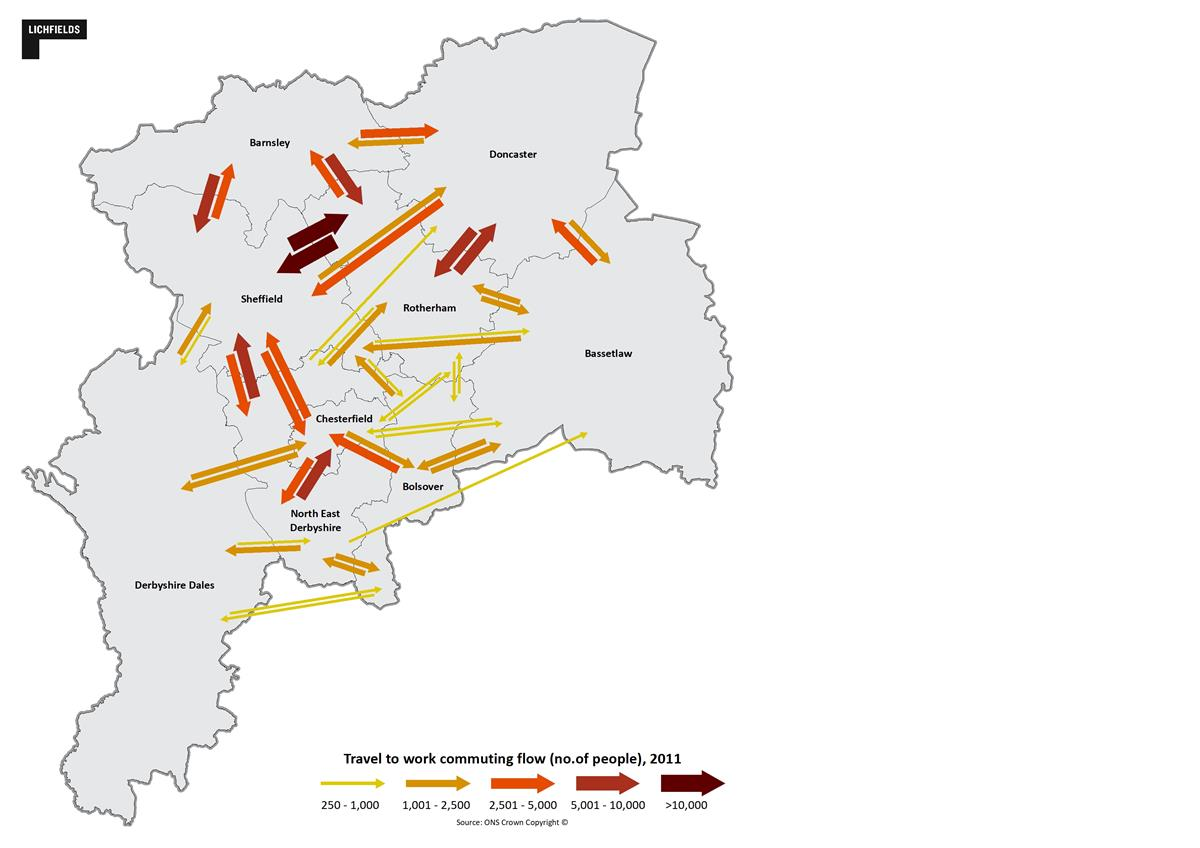 LICHFIELDS
Barnsley
Doncaster
Sheffield
Rotherham
Bassetlaw
Chesterfield
Bolsover
North East
Derbyshire
Derbyshire Dales
Travel to work commuting flow (no.of people), 2011
250 - 1,000 1,001 - 2,500 2,501 - 5,000 5,001 - 10,000 >10,000
Source: ONS Crown Copyright ©